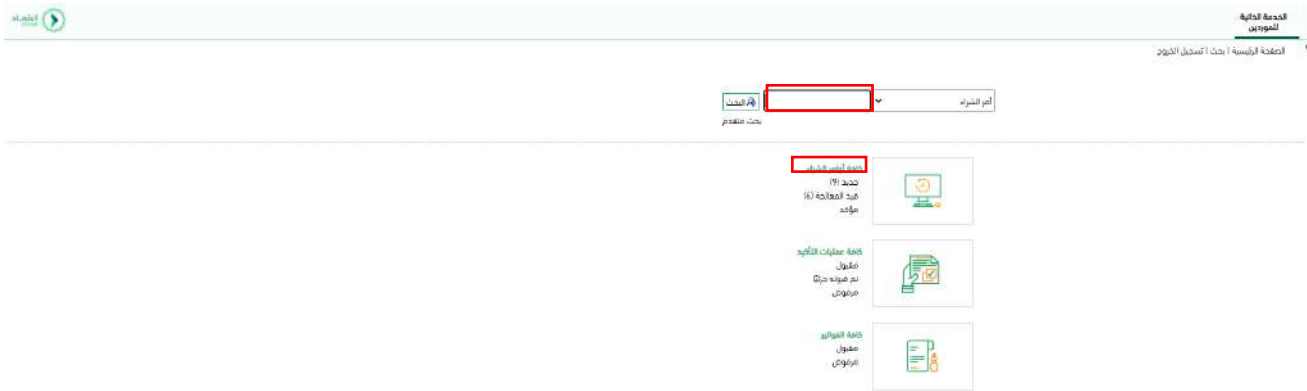 اعتماد
الخدمة الذاتية
للموردين
الصفحة الرئيسية | بحث | تسجيل الخروج
أمر الشراء
البحث
بحث متقدم
كافة أوامر الشراء
جديد (9)
قيد المعالجة (6)
مؤكد
كافة عمليات التأكيد
مقبول
تم قبوله جزئيًا
مرفوض
كافة الفواتير
مقبول
مرفوض